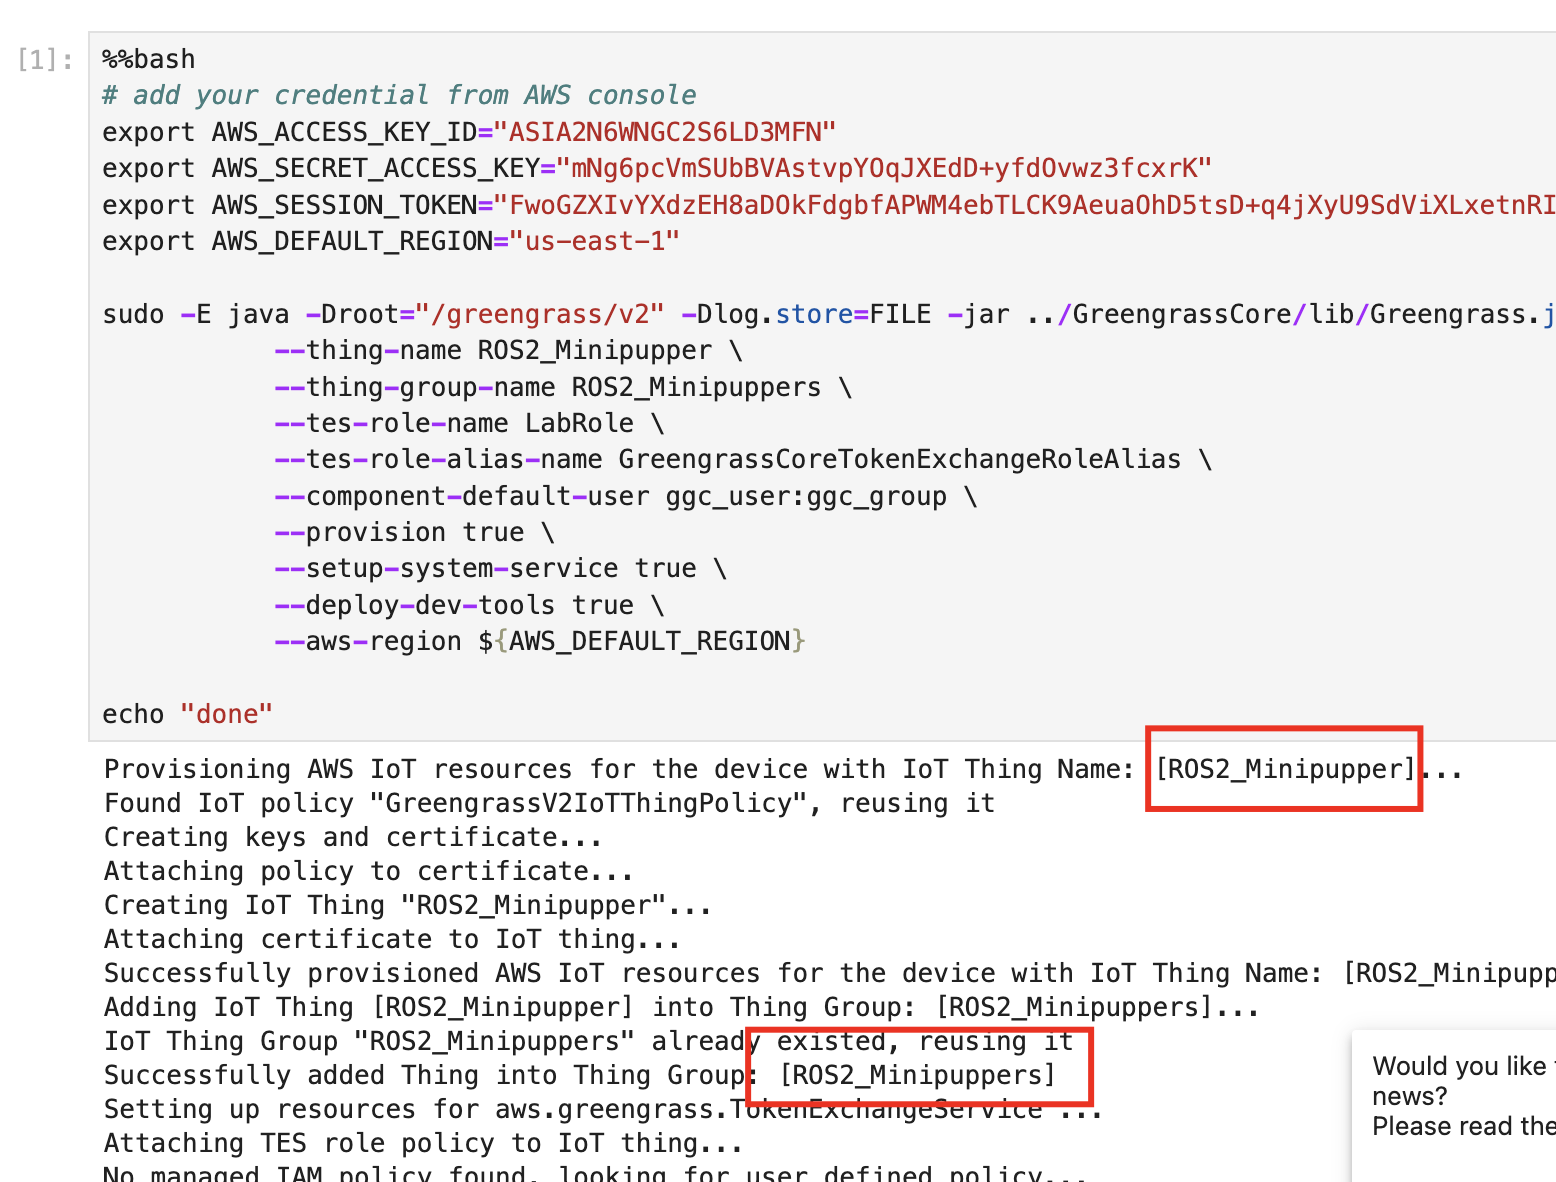 [1]:
%%bash
# add your credential from AWS console
export AWS_ACCESS_KEY_ID="ASIA2N6WNGC2S6LD3MFN"
export AWS_SECRET_ACCESS_KEY="mNg6pcVmSUbBVAstvpYOqJXEdD+yfdOvwz3fcxrK"
export AWS_SESSION_TOKEN="FwoGZXIvYXdzEH8aDOkFdgbfAPWM4ebTLCK9AeuaOhD5tsD+q4jXyU9SdViXLxetnRI
export AWS_DEFAULT_REGION="us-east-1"
sudo -E java -Droot="/greengrass/v2" -Dlog.store=FILE -jar ../GreengrassCore/lib/Greengrass.j
--thing-name ROS2_Minipupper \
--thing-group-name ROS2_Minipuppers \
--tes-role-name LabRole \
--tes-role-alias-name GreengrassCoreTokenExchangeRoleAlias \
--component-default-user ggc_user:ggc_group \
--provision true \
--setup-system-service true \
--deploy-dev-tools true \
--aws-region ${AWS_DEFAULT_REGION}
echo "done"
Provisioning AWS IoT resources for the device with IoT Thing Name: [ROS2_Minipupper]...
Found IoT policy "GreengrassV2IoTThingPolicy", reusing it
Creating keys and certificate...
Attaching policy to certificate...
Creating IoT Thing "ROS2_Minipupper"...
Attaching certificate to IoT thing...
Successfully provisioned AWS IoT resources for the device with IoT Thing Name: [ROS2_Minipupp
Adding IoT Thing [ROS2_Minipupper] into Thing Group: [ROS2_Minipuppers]...
IoT Thing Group "ROS2_Minipuppers" already existed, reusing it
Successfully added Thing into Thing Group: [ROS2_Minipuppers]
Setting up resources for aws.greengrass.TokenExchangeService ...
Attaching TES role policy to IoT thing...
No managed IAM policy found, looking for user defined policy...
Would you like
news?
Please read the